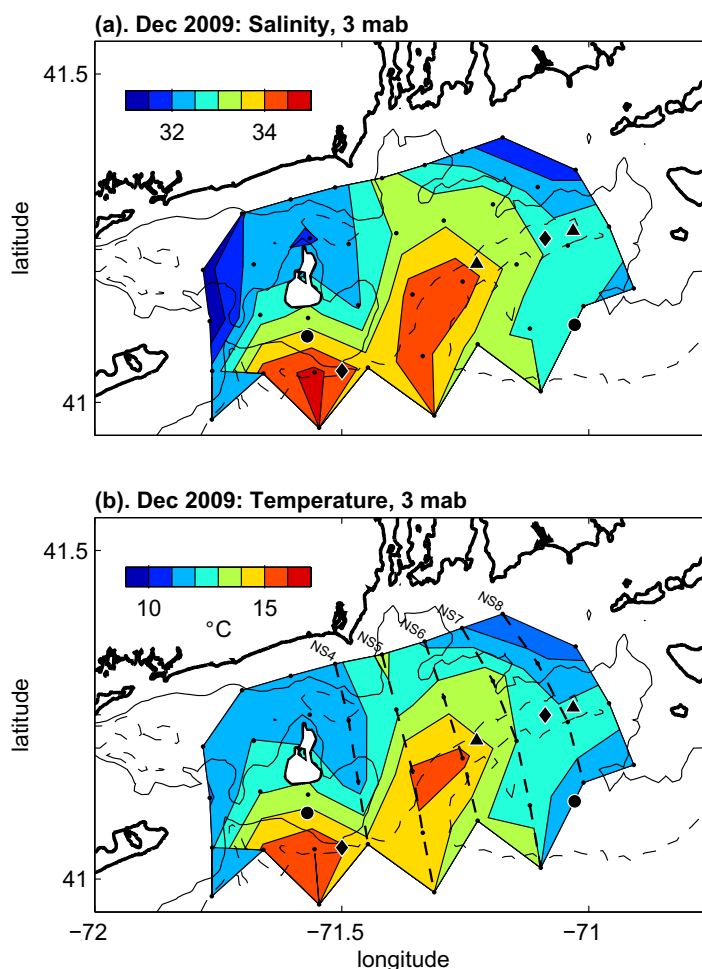 (a). Dec 2009: Salinity, 3 mab
41.5
32 34
latitude
41
(b). Dec 2009: Temperature, 3 mab
41.5
10 15
°C
NS4
NS5
NS6
NS7
NS8
latitude
41
−72 −71.5 −71
longitude